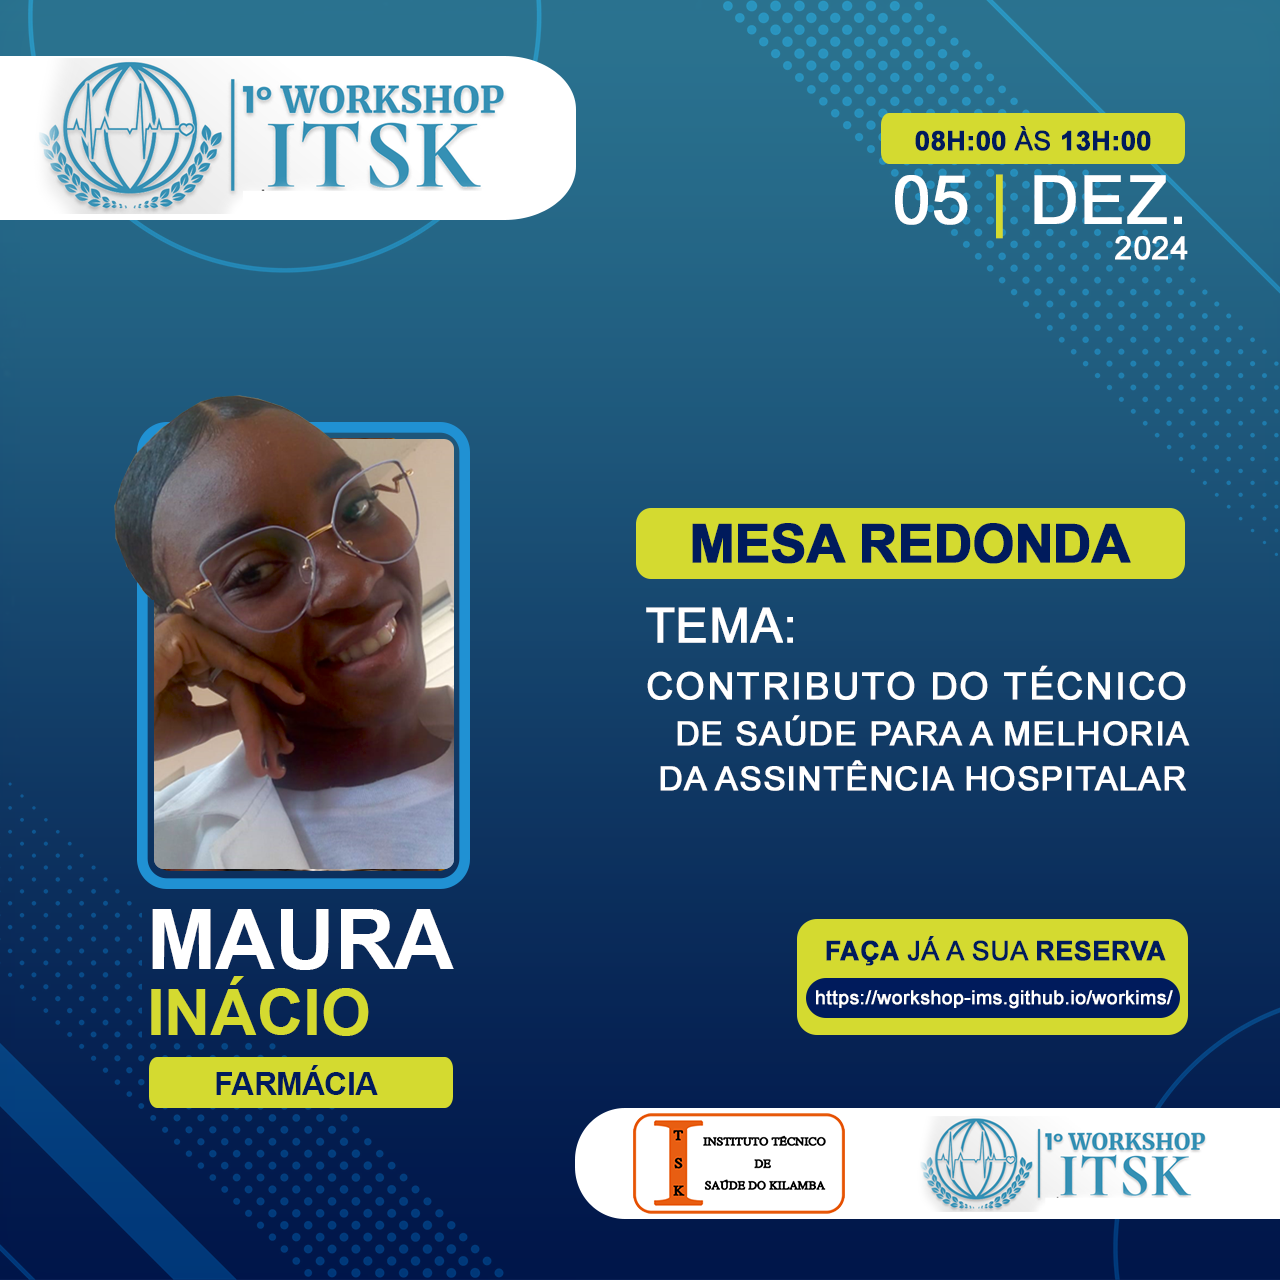 1º WORKSHOP
ITSK
08H:00 ÀS 13H:00
05 | DEZ.
2024
MESA REDONDA
TEMA:
CONTRIBUTO DO TÉCNICO
DE SAÚDE PARA A MELHORIA
DA ASSINTÊNCIA HOSPITALAR
MAURA
INÁCIO
FARMÁCIA
FAÇA JÁ A SUA RESERVA
https://workshop-ims.github.io/workims/
TSK
INSTITUTO TÉCNICO
DE
SAÚDE DO KILAMBA
1º WORKSHOP
ITSK